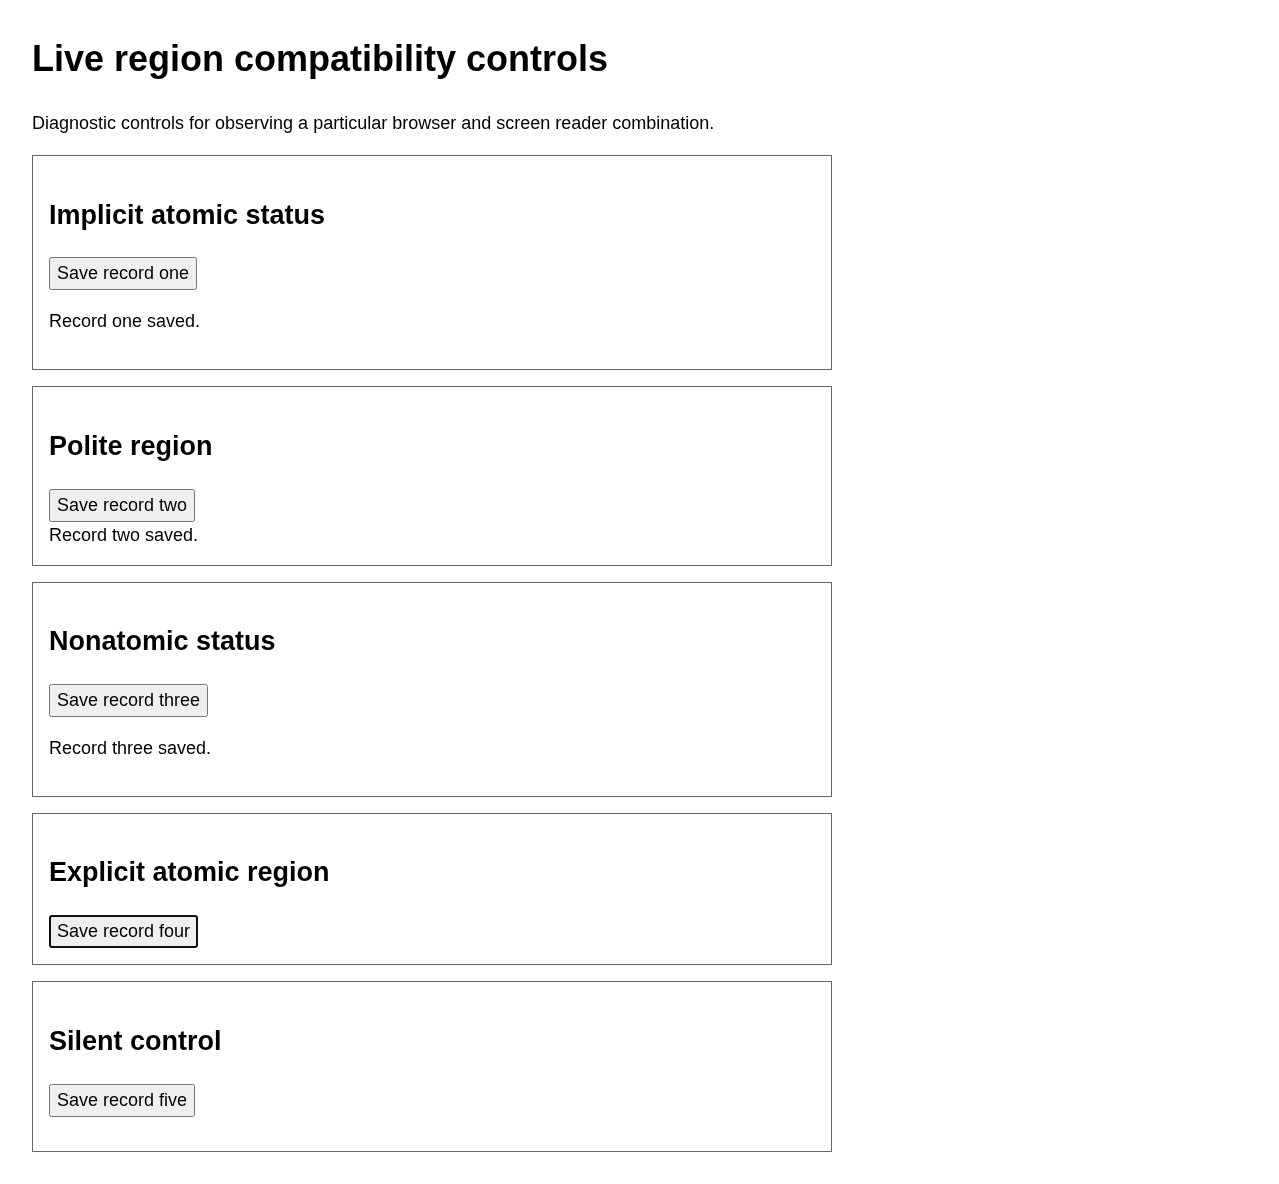 Live region compatibility controls
Diagnostic controls for observing a particular browser and screen reader combination.
Implicit atomic status
Save record one
Record one saved.
Polite region
Save record two
Record two saved.
Nonatomic status
Save record three
Record three saved.
Explicit atomic region
Save record four
Silent control
Save record five